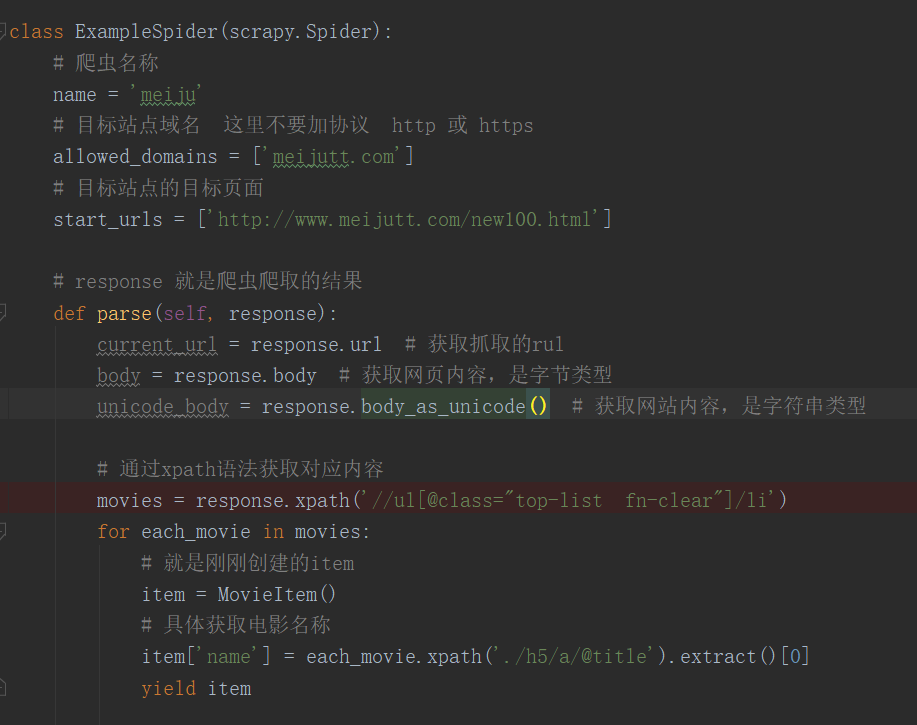 class ExampleSpider(scrapy.Spider):
    # 爬虫名称
    name = 'meiju'
    # 目标站点域名  这里不要加协议  http 或 https
    allowed_domains = ['meijutt.com']
    # 目标站点的目标页面
    start_urls = ['http://www.meijutt.com/new100.html']

    # response 就是爬虫爬取的结果
    def parse(self, response):
        current_url = response.url  # 获取抓取的rul
        body = response.body  # 获取网页内容，是字节类型
        unicode_body = response.body_as_unicode()  # 获取网站内容，是字符串类型

        # 通过xpath语法获取对应内容
        movies = response.xpath('//ul[@class="top-list  fn-clear"]/li')
        for each_movie in movies:
            # 就是刚刚创建的item
            item = MovieItem()
            # 具体获取电影名称
            item['name'] = each_movie.xpath('./h5/a/@title').extract()[0]
            yield item